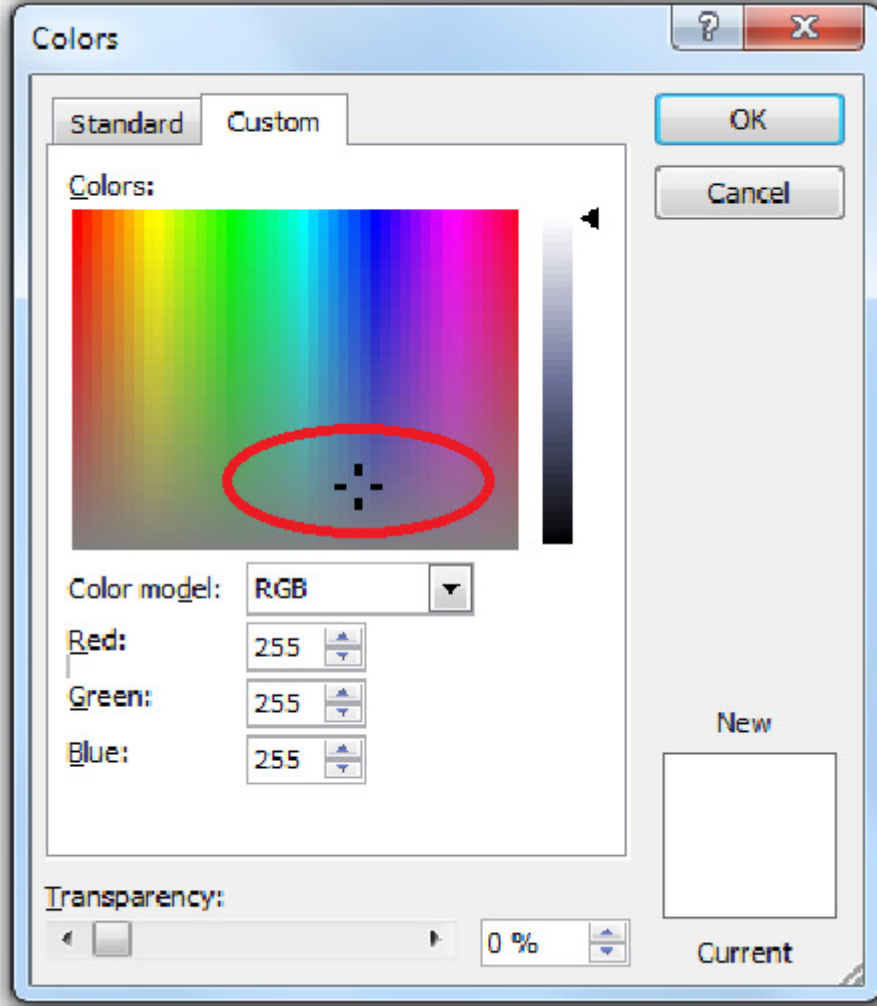 Colors
?
Standard Custom
OK
Colors:
Cancel
Color model: RGB
Red: 255
Green: 255
Blue: 255
New
Transparency:
0 %
Current